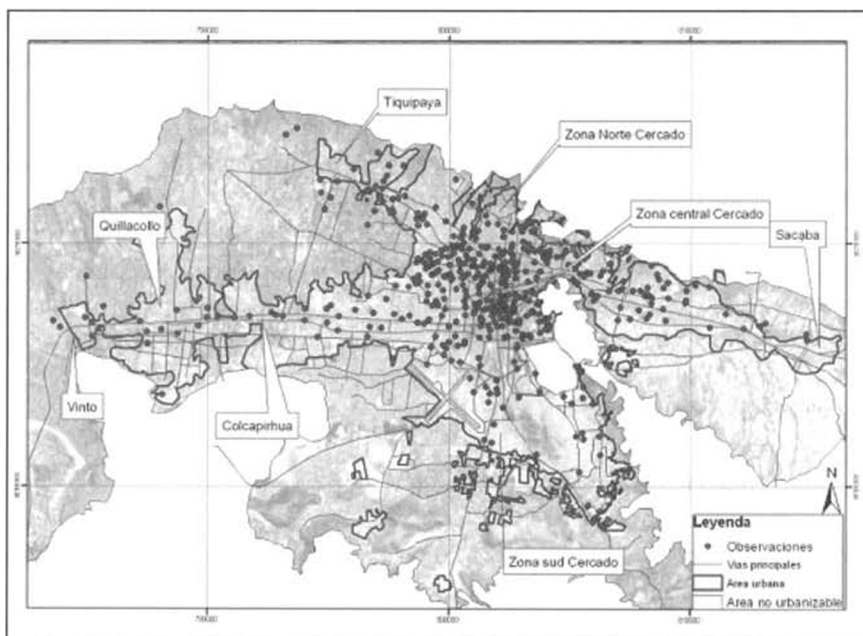 Tiquipaya
Zona Norte Cercado
Zona central Cercado
Quillacollo
Sacaba
Vinto
Colcapirhua
N
Zona sud Cercado
Leyenda
Observaciones
Vias principales
Area urbana
Area no urbanizable